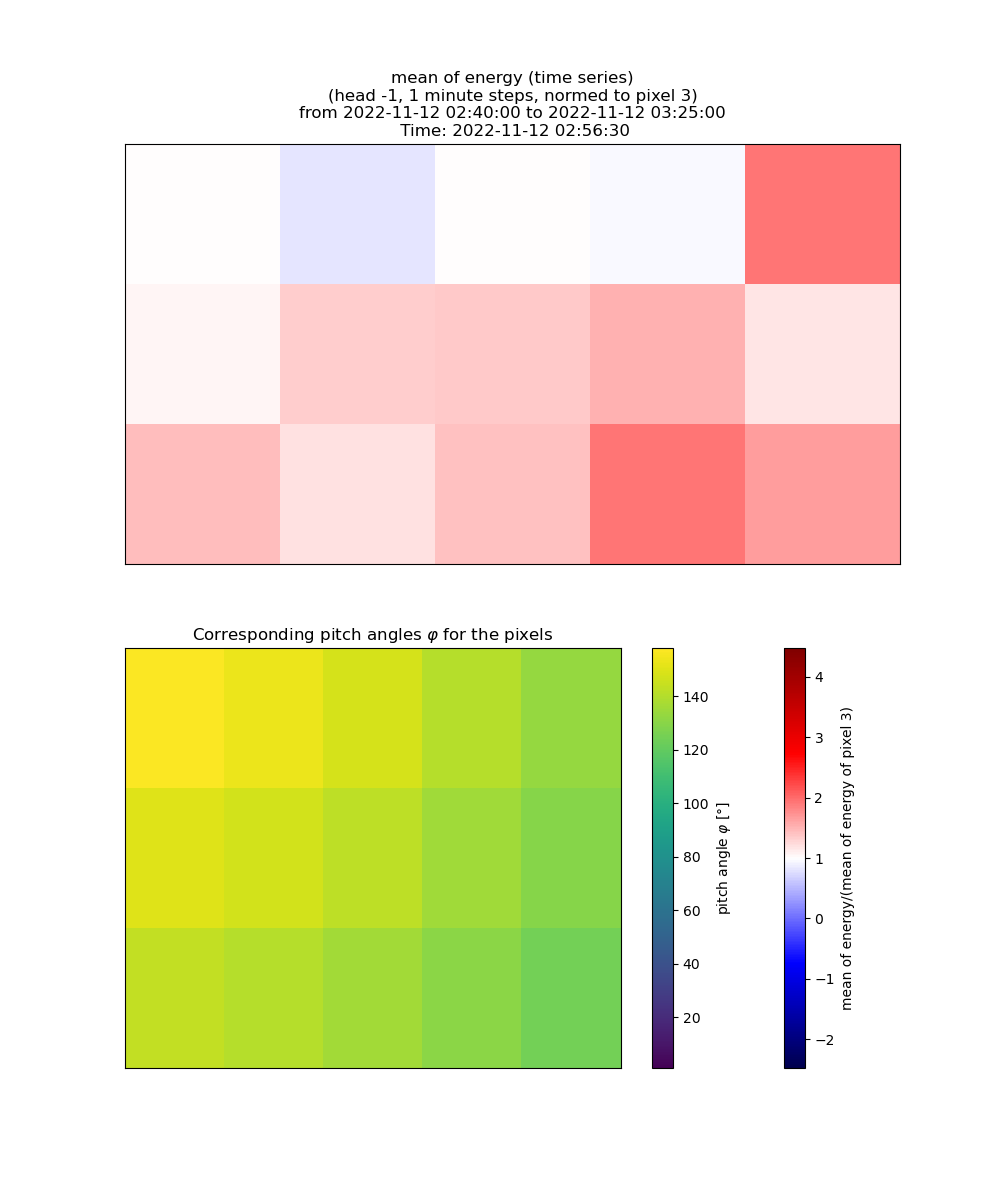 mean of energy (time series)
(head -1, 1 minute steps, normed to pixel 3)
from 2022-11-12 02:40:00 to 2022-11-12 03:25:00
Time: 2022-11-12 02:56:30
Corresponding pitch angles φ for the pixels
140
120
100
80
60
40
20
pitch angle φ [°]
4
3
2
1
0
−1
−2
mean of energy/(mean of energy of pixel 3)